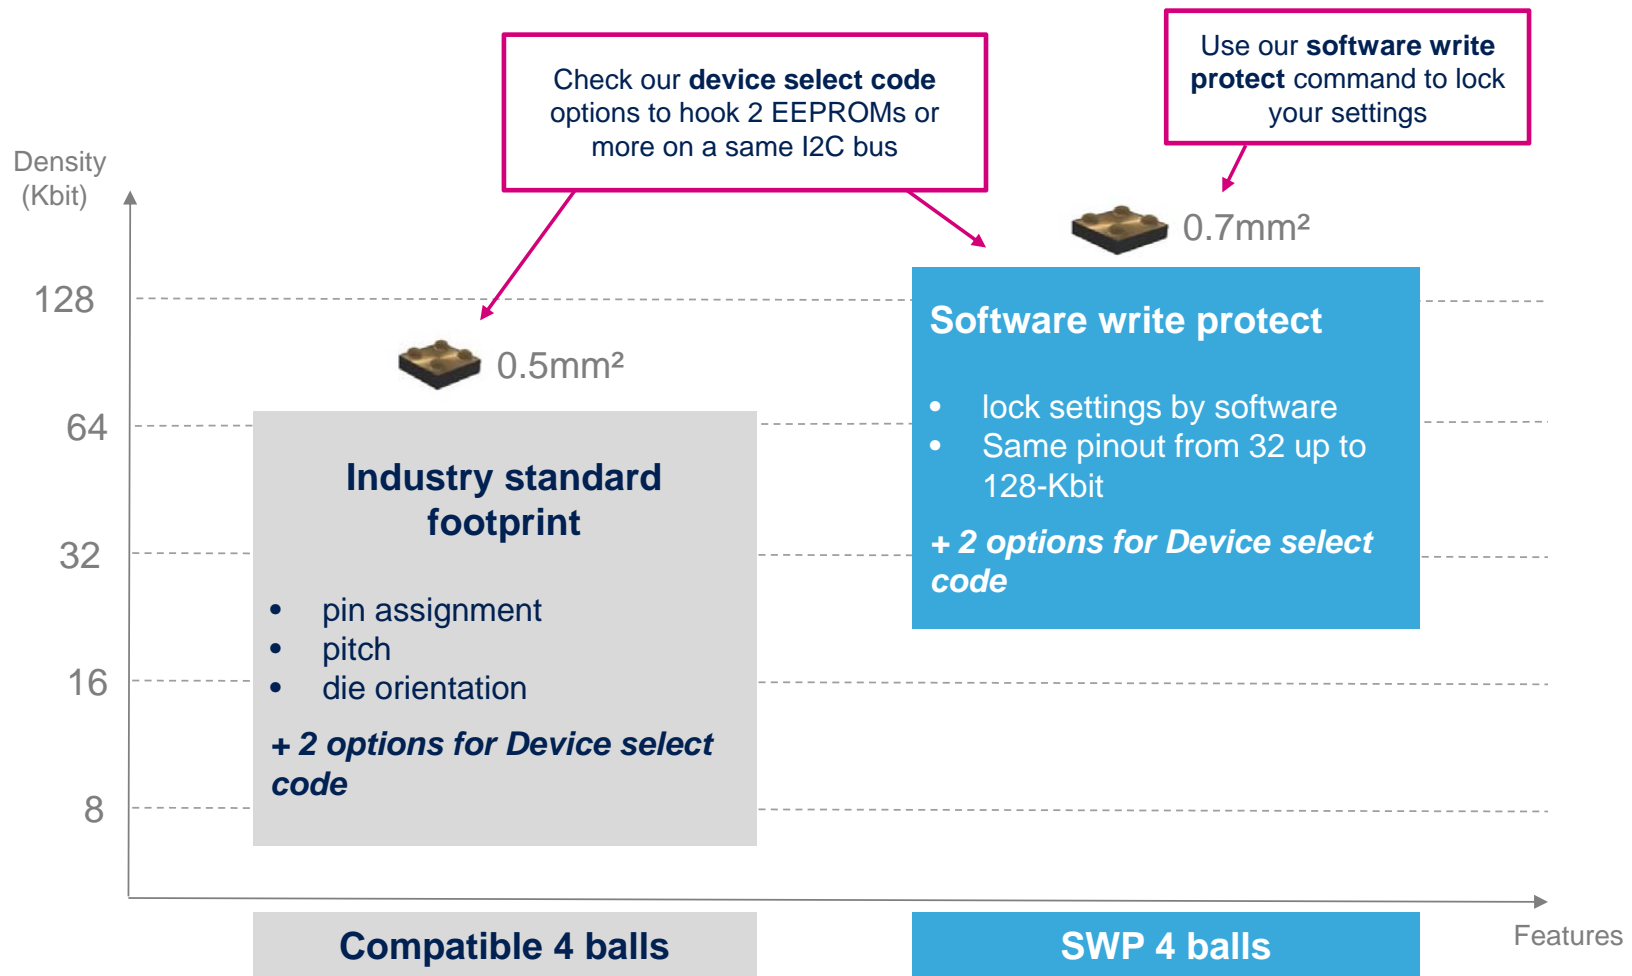 Check our device select code
options to hook 2 EEPROMs or
more on a same I2C bus
Use our software write
protect command to lock
your settings
Density
(Kbit)
0.7mm²
128
0.5mm²
64
32
16
8
Industry standard
footprint
• pin assignment
• pitch
• die orientation
+ 2 options for Device select
code
Software write protect
• lock settings by software
• Same pinout from 32 up to
128-Kbit
+ 2 options for Device select
code
Compatible 4 balls
SWP 4 balls
Features